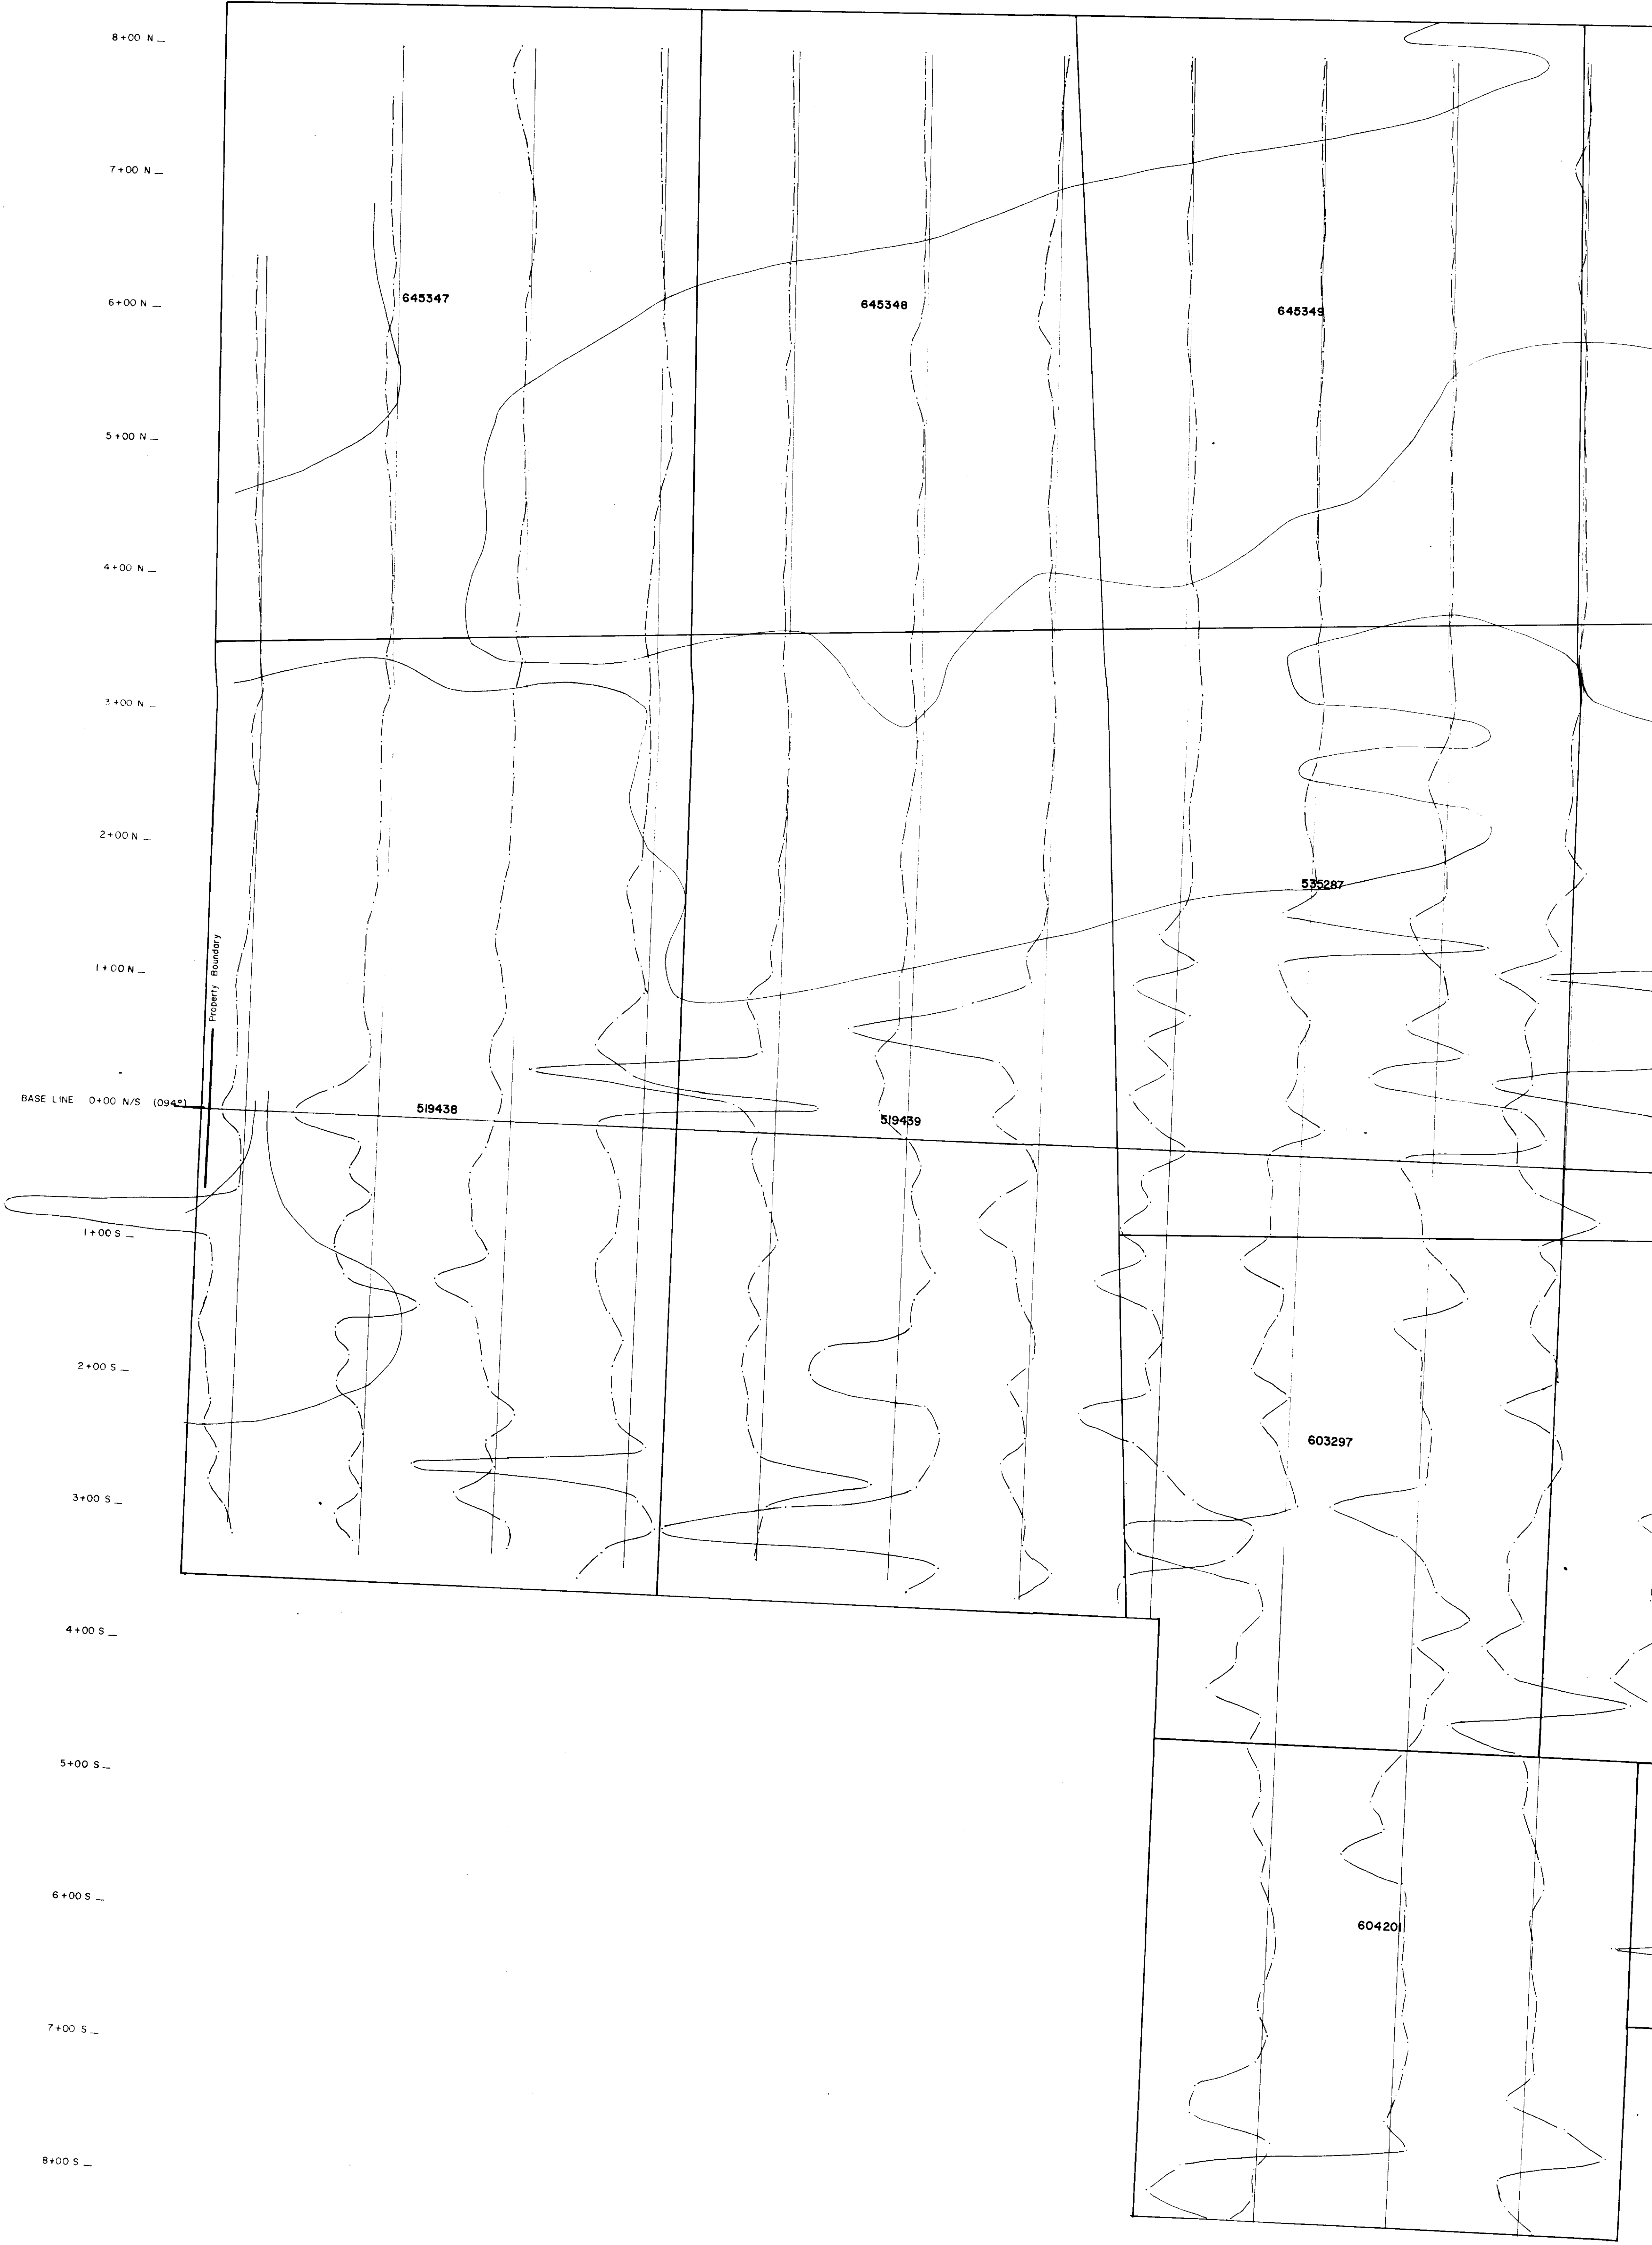 8+00 N
7+00 N
6+00 N
645347
645348
645349
5+00 N
4+00 N
3+00 N
2+00 N
535287
Property Boundary
1+00 N
BASE LINE 0+00 N/S (094°)
519438
519439
1+00 S
2+00 S
603297
3+00 S
4+00 S
5+00 S
6+00 S
604201
7+00 S
8+00 S